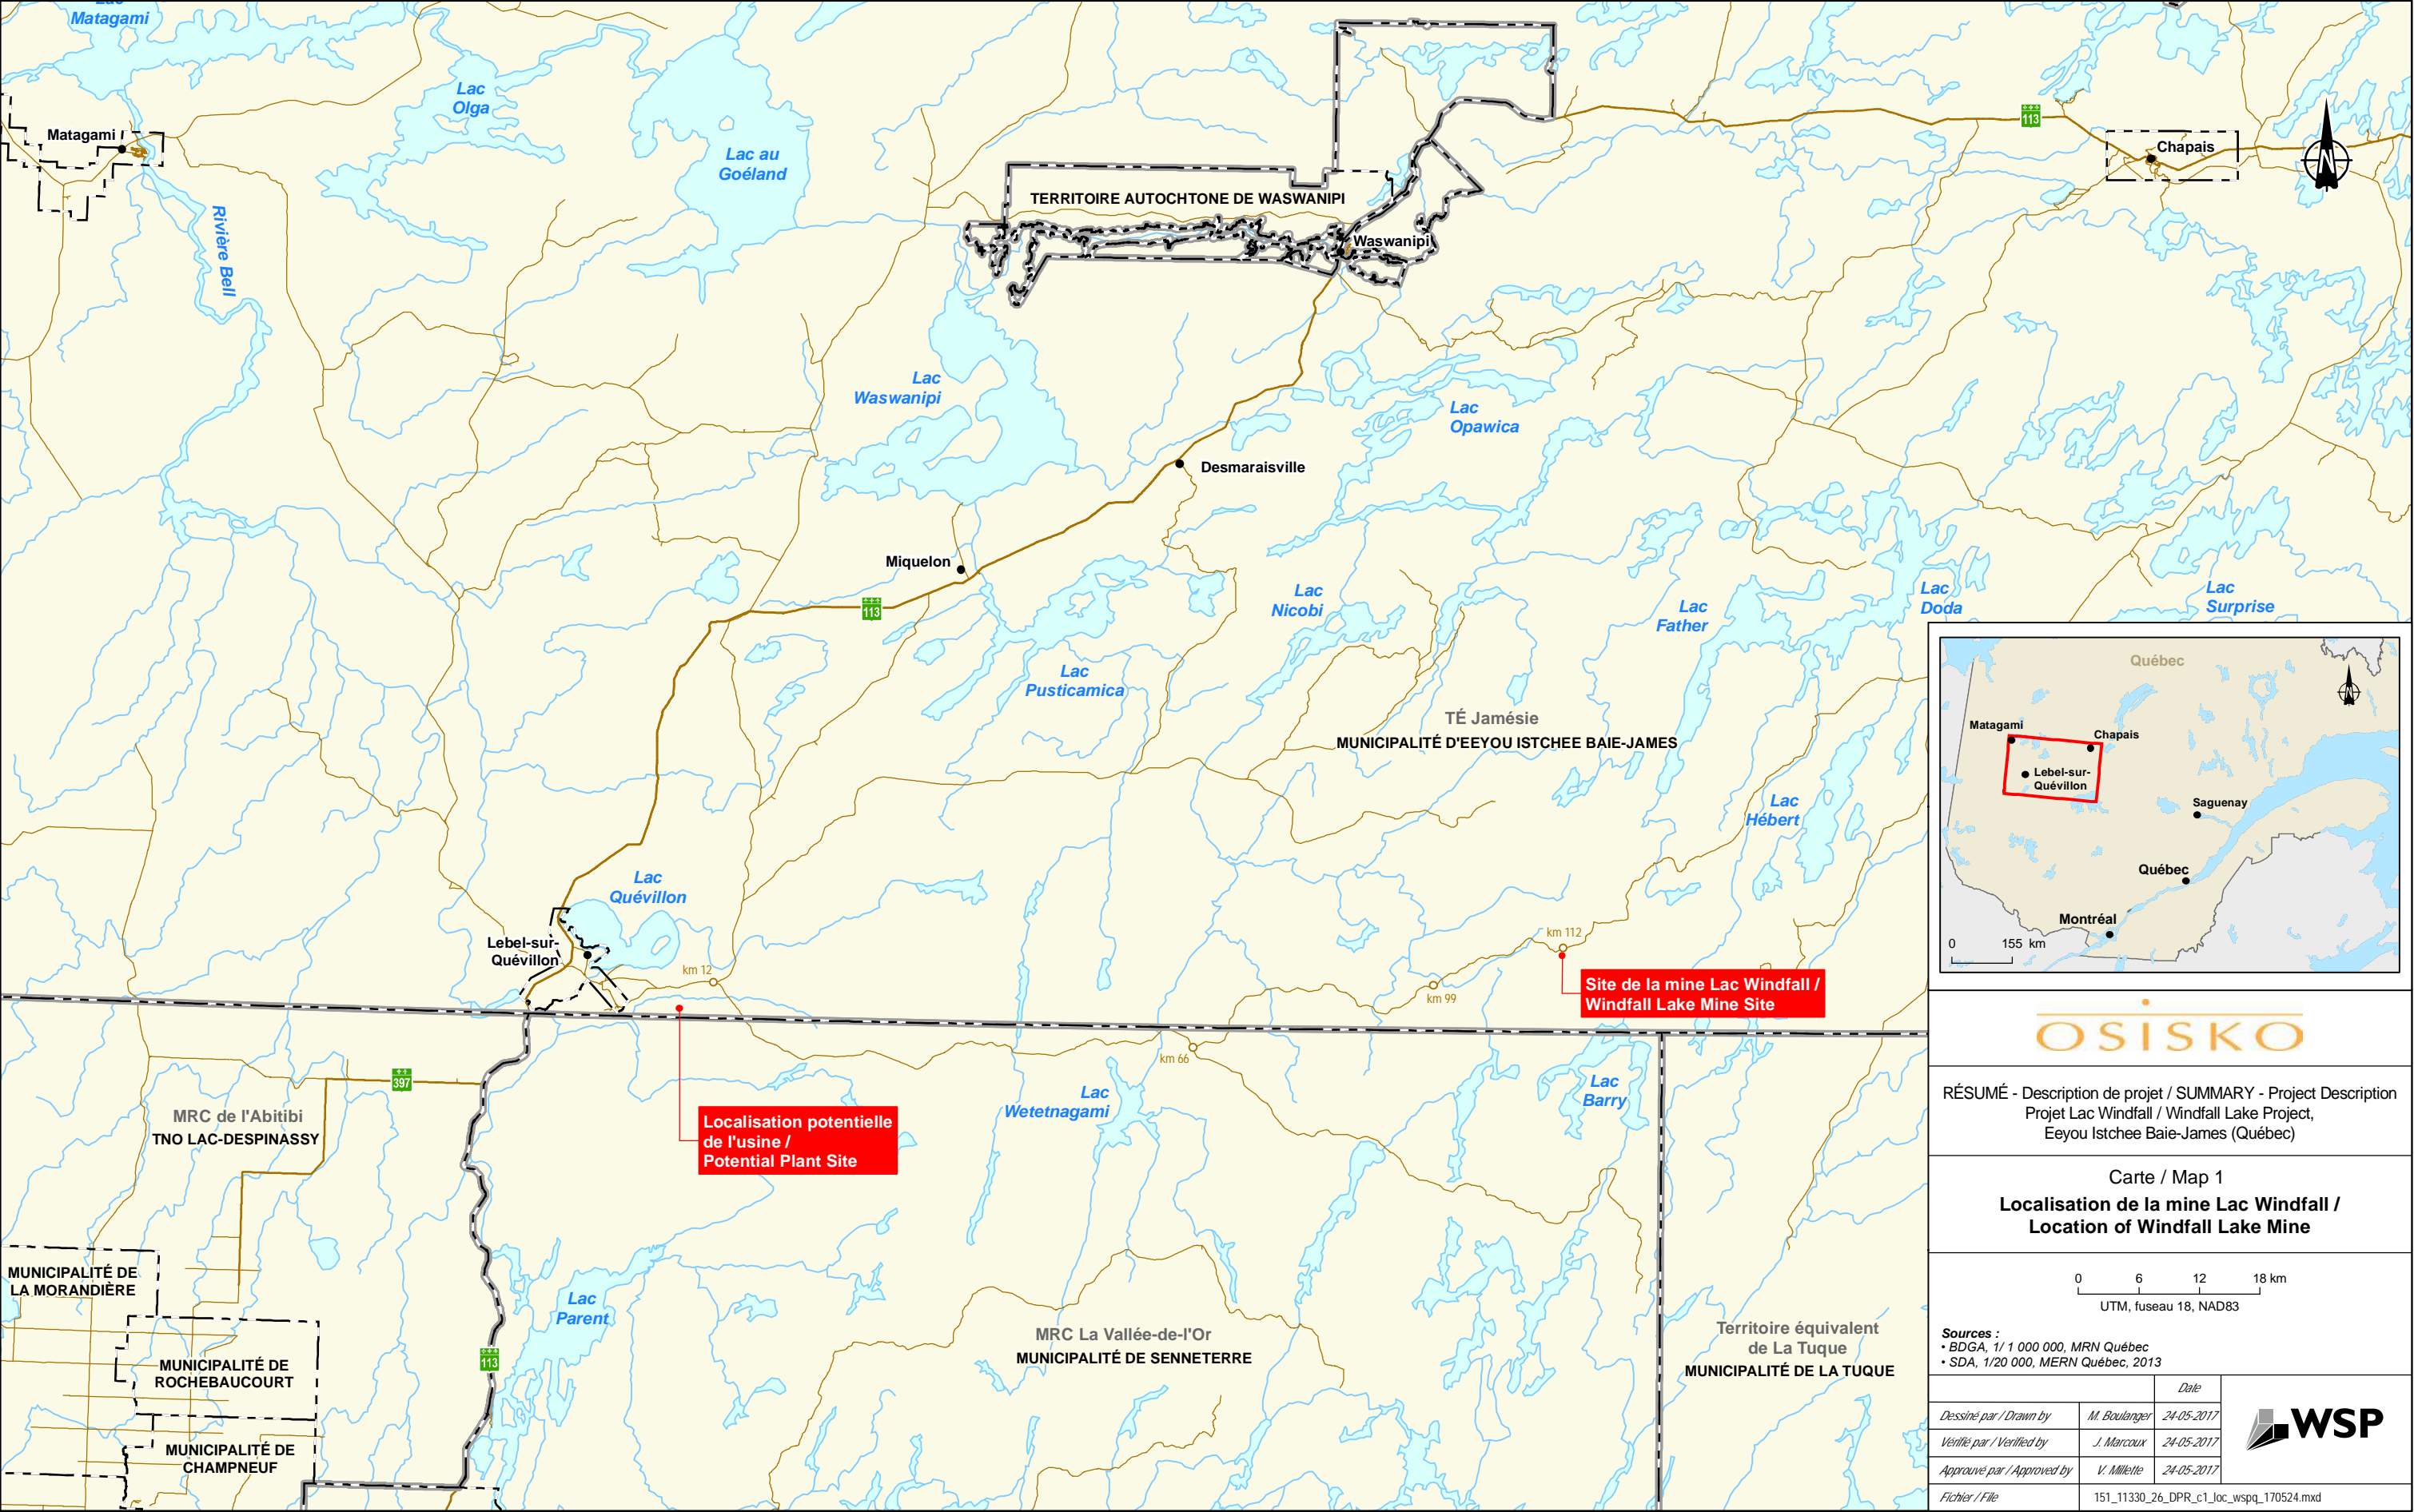 Lac
Matagami
Matagami
Lac
Olga
Rivière Bell
Lac au
Goéland
TERRITOIRE AUTOCHTONE DE WASWANIPI
Waswanipi
113
Chapais
N
Lac
Waswanipi
Lac
Opawica
Desmaraisville
Miquelon
113
Lac
Nicobi
Lac
Father
Lac
Doda
Lac
Surprise
Lac
Pusticamica
TÉ Jamésie
MUNICIPALITÉ D'EEYOU ISTCHEE BAIE-JAMES
Lac
Hébert
Lac
Quévillon
Lebel-sur-
Quévillon
km 12
km 112
km 99
km 66
Site de la mine Lac Windfall /
Windfall Lake Mine Site
Localisation potentielle
de l'usine /
Potential Plant Site
397
MRC de l'Abitibi
TNO LAC-DESPINASSY
Lac
Wetetnagami
Lac
Barry
MUNICIPALITÉ DE
LA MORANDIÈRE
MUNICIPALITÉ DE
ROCHEBAUCOURT
MUNICIPALITÉ DE
CHAMPNEUF
Lac
Parent
113
MRC La Vallée-de-l'Or
MUNICIPALITÉ DE SENNETERRE
Territoire équivalent
de La Tuque
MUNICIPALITÉ DE LA TUQUE
Québec
N
Matagami
Chapais
Lebel-sur-
Quévillon
Saguenay
Québec
Montréal
0 155 km
OSISKO
RÉSUMÉ - Description de projet / SUMMARY - Project Description
Projet Lac Windfall / Windfall Lake Project,
Eeyou Istchee Baie-James (Québec)
Carte / Map 1
Localisation de la mine Lac Windfall /
Location of Windfall Lake Mine
0 6 12 18 km
UTM, fuseau 18, NAD83
Sources :
• BDGA, 1/ 1 000 000, MRN Québec
• SDA, 1/20 000, MERN Québec, 2013
Date
Dessiné par / Drawn by M. Boulanger 24-05-2017
Vérifié par / Verified by J. Marcoux 24-05-2017
Approuvé par / Approved by V. Millette 24-05-2017
WSP
Fichier / File 151_11330_26_DPR_c1_loc_wspq_170524.mxd